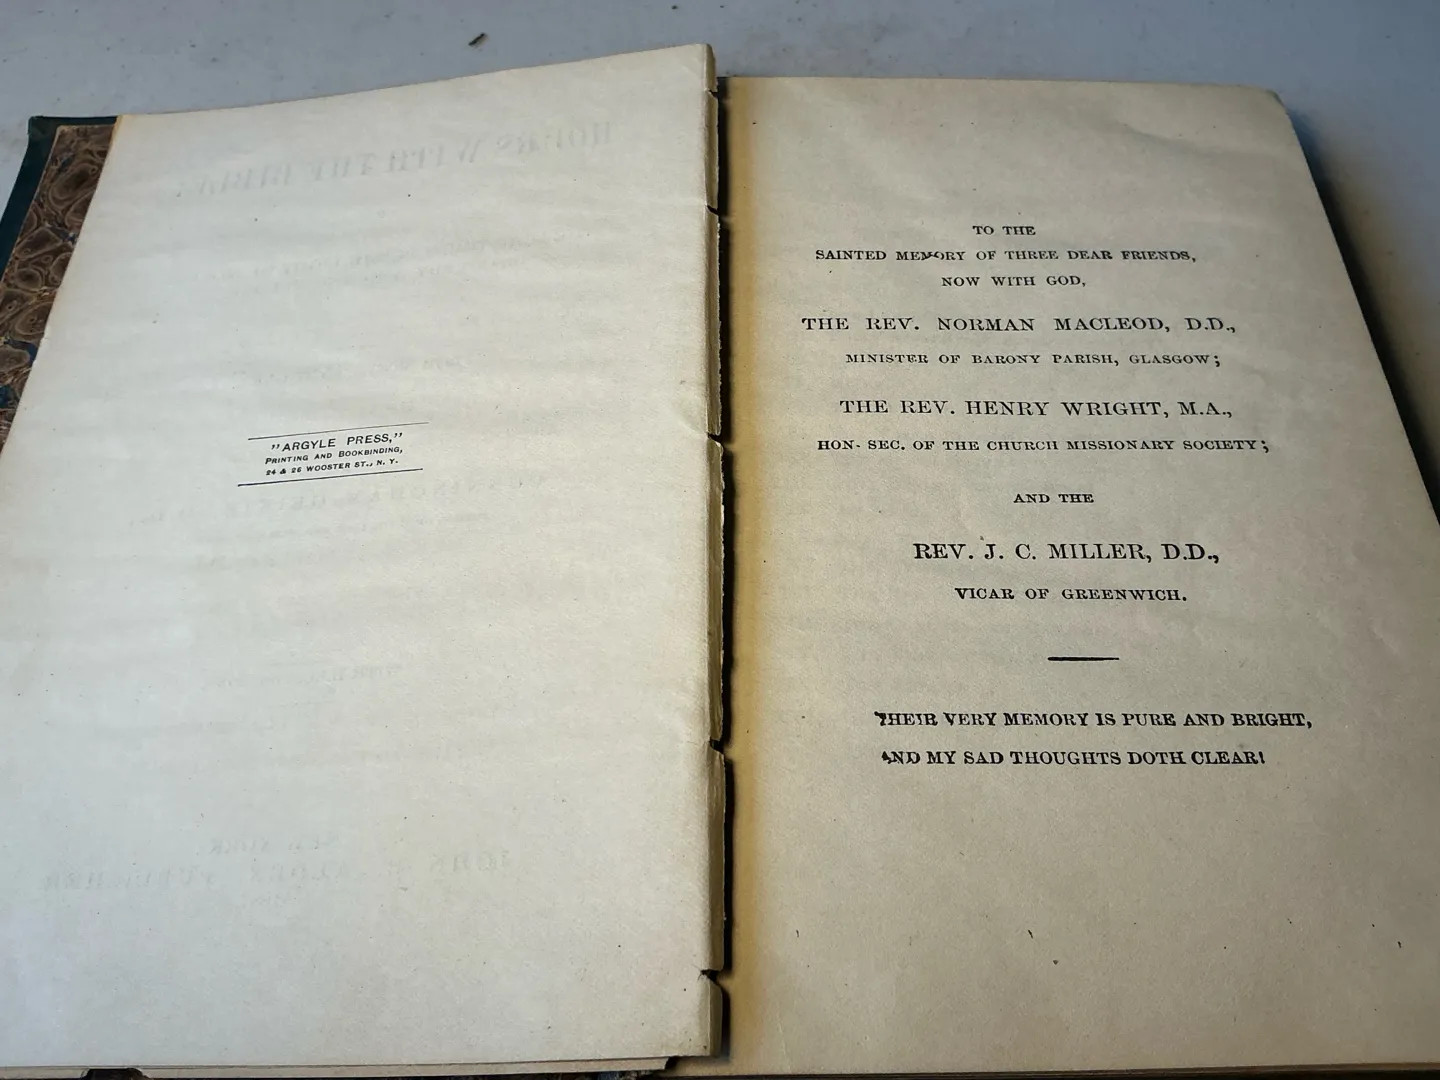 "ARGYLE PRESS,"
PRINTING AND BOOKBINDING,
24 & 26 WOOSTER ST., N. Y.
TO THE
SAINTED MEMORY OF THREE DEAR FRIENDS,
NOW WITH GOD,
THE REV. NORMAN MACLEOD, D.D.,
MINISTER OF BARONY PARISH, GLASGOW;
THE REV. HENRY WRIGHT, M.A.,
HON- SEC. OF THE CHURCH MISSIONARY SOCIETY;
AND THE
REV. J. C. MILLER, D.D.,
VICAR OF GREENWICH.
THEIR VERY MEMORY IS PURE AND BRIGHT,
AND MY SAD THOUGHTS DOTH CLEAR!